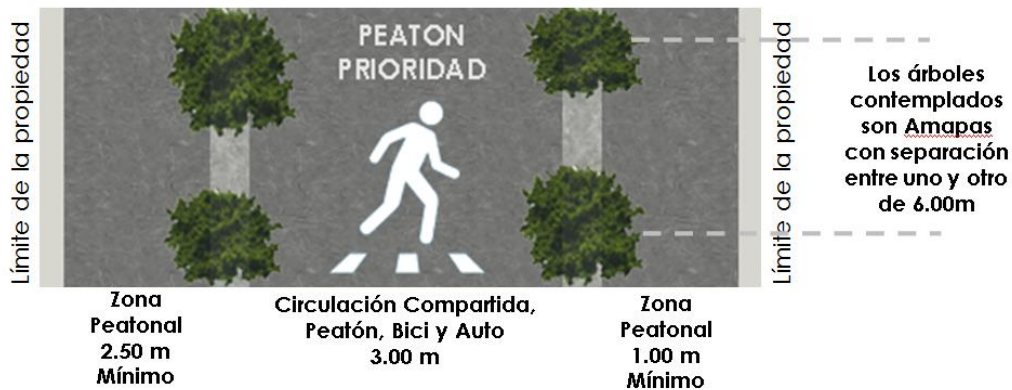 PEATON
PRIORIDAD
Límite de la propiedad
Límite de la propiedad
Los árboles
contemplados
son Amapas
con separación
entre uno y otro
de 6.00m
Zona
Peatonal
2.50 m
Mínimo
Circulación Compartida,
Peatón, Bici y Auto
3.00 m
Zona
Peatonal
1.00 m
Mínimo